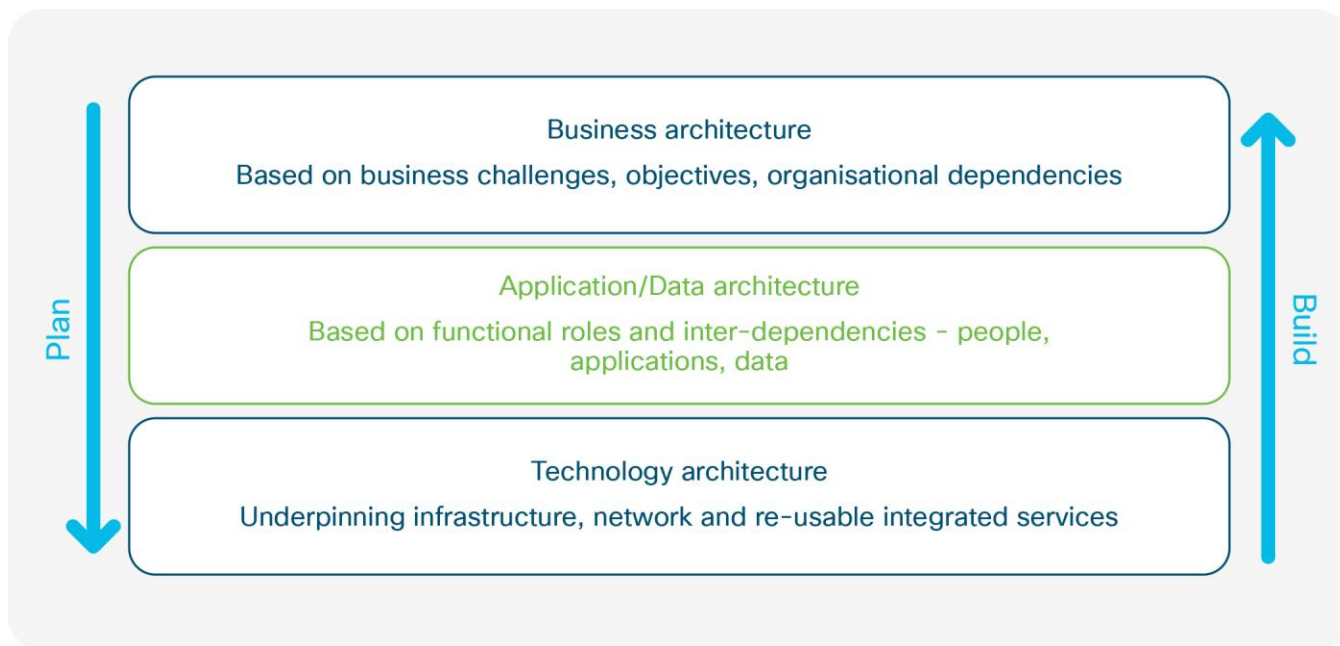 Business architecture
Based on business challenges, objectives, organisational dependencies
Plan
Application/Data architecture
Based on functional roles and inter-dependencies - people,
applications, data
Build
Technology architecture
Underpinning infrastructure, network and re-usable integrated services